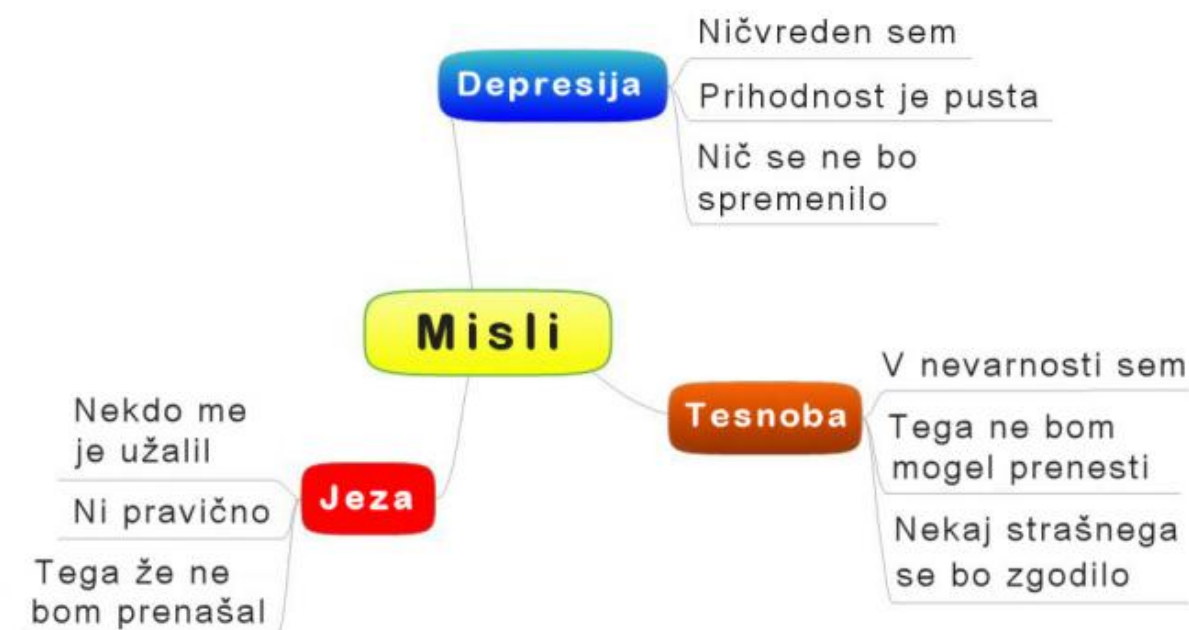 Depresija
Ničvreden sem
Prihodnost je pusta
Nič se ne bo
spremenilo
Misli
Tesnoba
V nevarnosti sem
Tega ne bom
mogel prenesti
Nekaj strašnega
se bo zgodilo
Jeza
Nekdo me
je užalil
Ni pravično
Tega že ne
bom prenašal